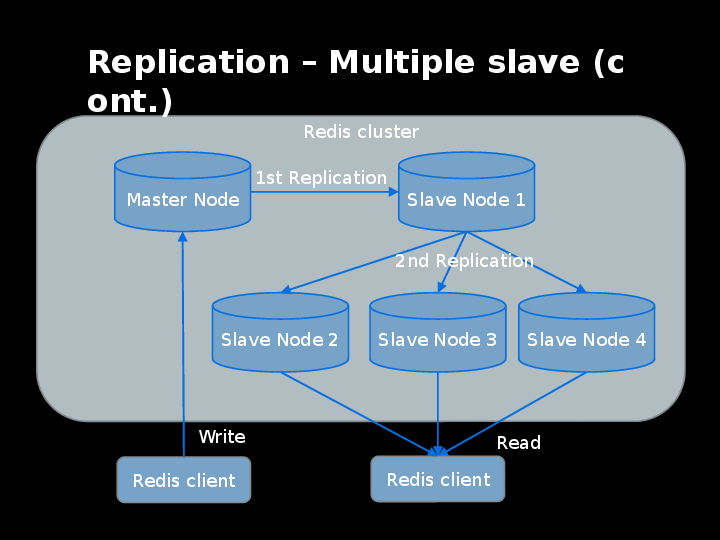 Replication – Multiple slave (c
ont.)
Redis cluster
1st Replication
Master Node
Slave Node 1
2nd Replication
Slave Node 2
Slave Node 3
Slave Node 4
Write
Read
Redis client
Redis client